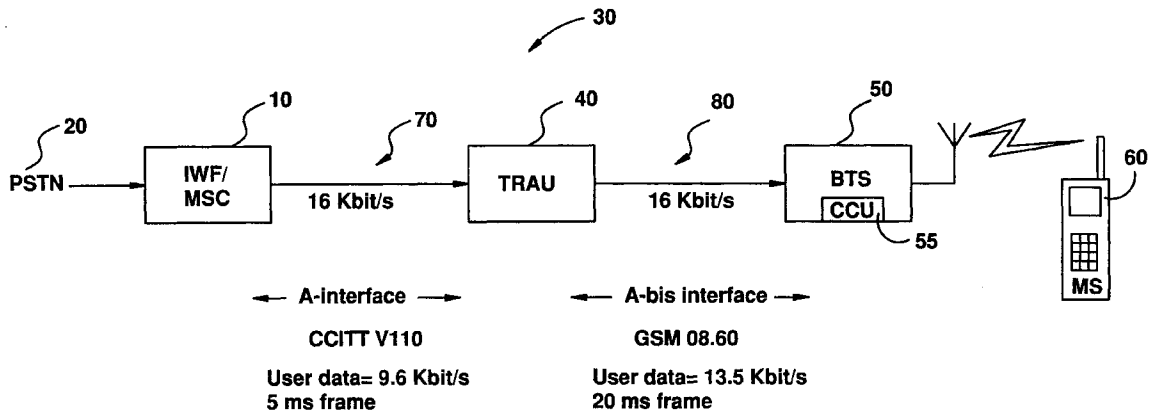 30
10
40
50
20
70
80
60
PSTN
IWF/
MSC
TRAU
BTS
CCU
16 Kbit/s
16 Kbit/s
55
MS
A-interface
A-bis interface
CCITT V110
GSM 08.60
User data= 9.6 Kbit/s
5 ms frame
User data= 13.5 Kbit/s
20 ms frame